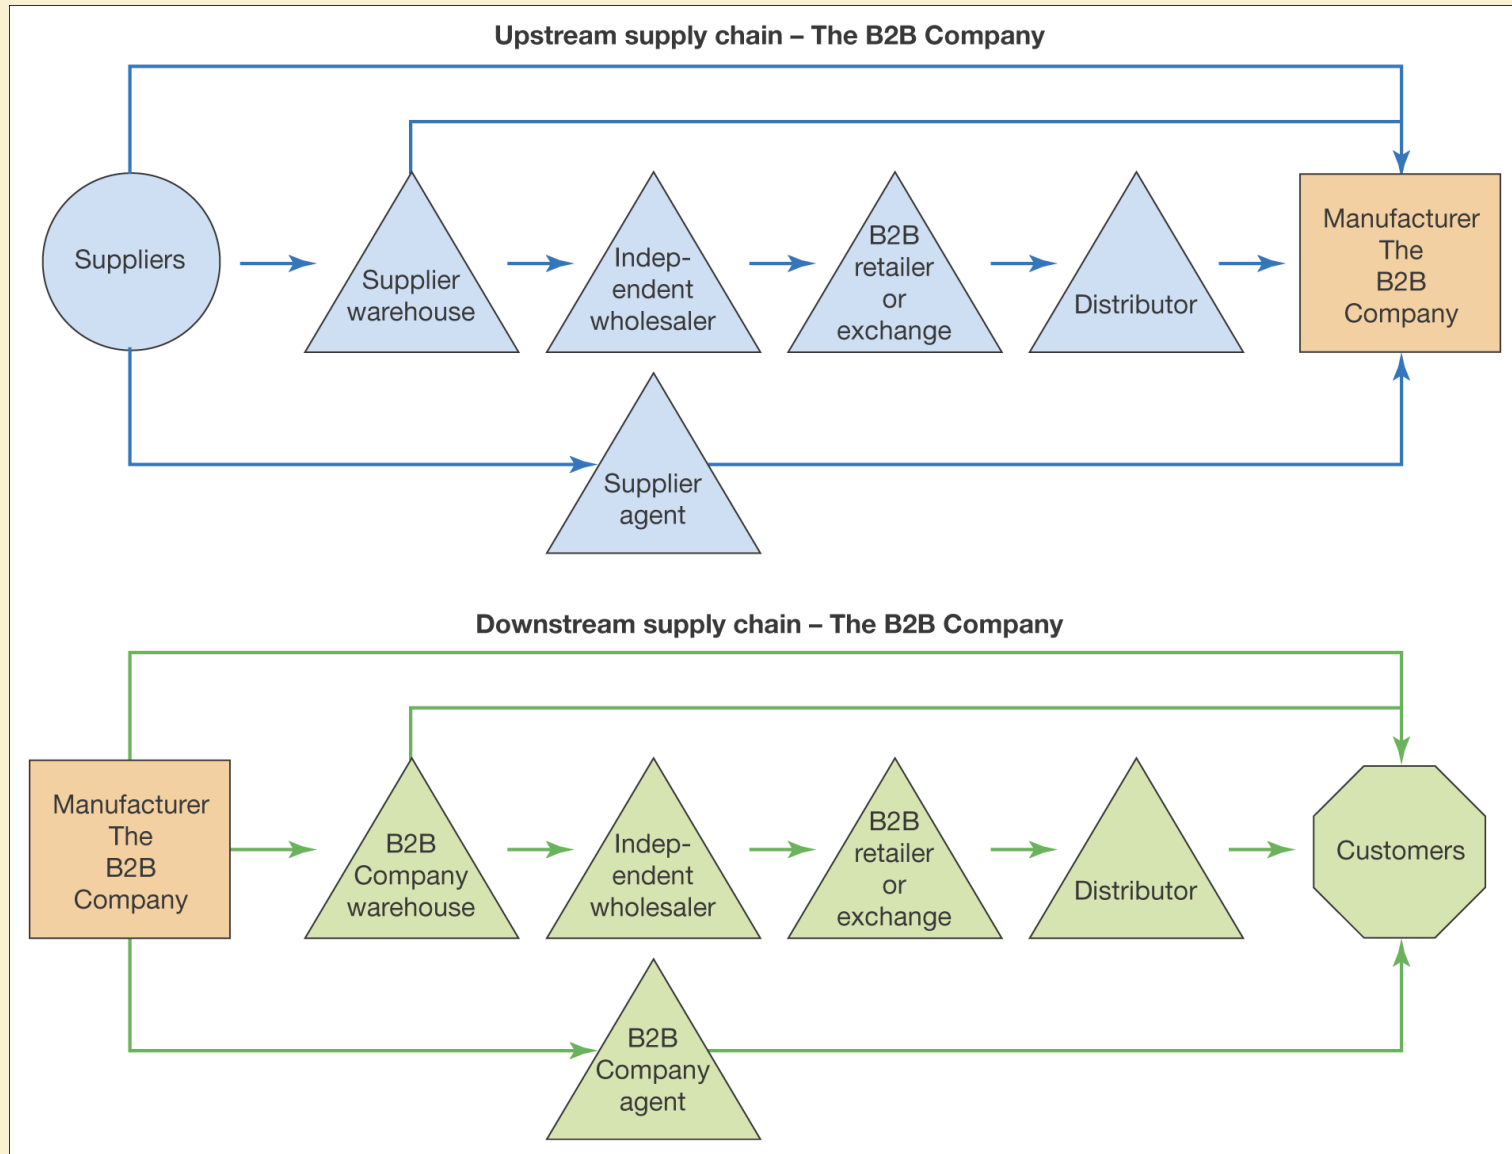 Upstream supply chain – The B2B Company
Suppliers
Supplier
warehouse
Indep-
endent
wholesaler
B2B
retailer
or
exchange
Distributor
Manufacturer
The
B2B
Company
Supplier
agent
Downstream supply chain – The B2B Company
Manufacturer
The
B2B
Company
B2B
Company
warehouse
Indep-
endent
wholesaler
B2B
retailer
or
exchange
Distributor
Customers
B2B
Company
agent